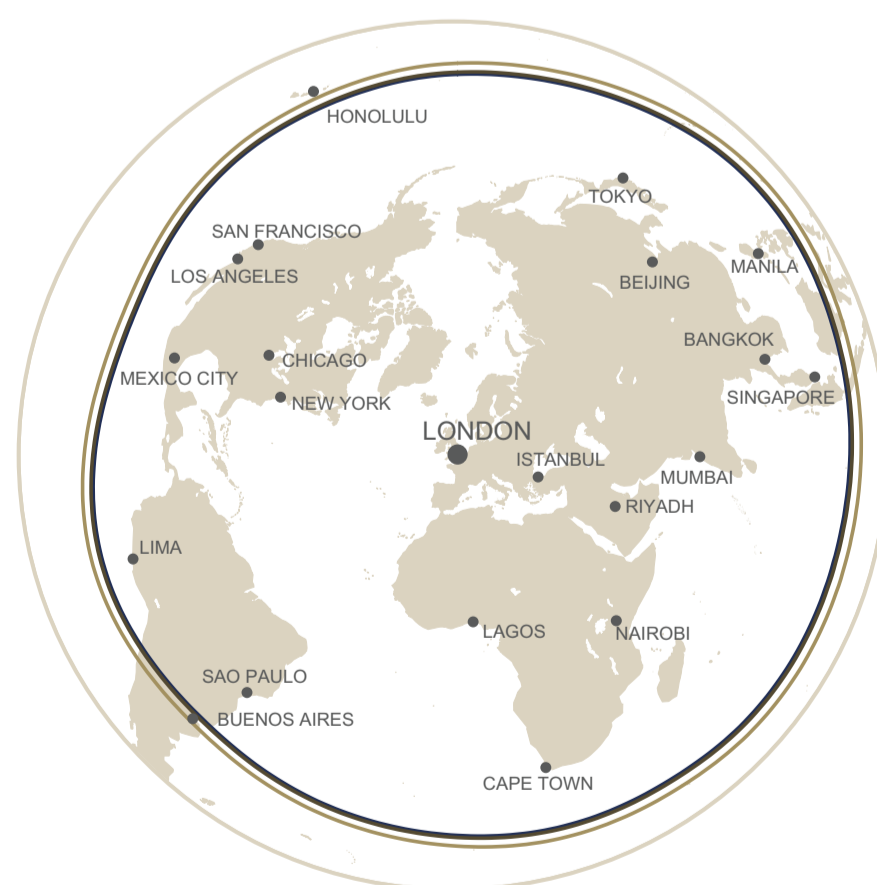 HONOLULU
TOKYO
SAN FRANCISCO
LOS ANGELES
MANILA
BEIJING
BANGKOK
CHICAGO
MEXICO CITY
SINGAPORE
NEW YORK
LONDON
ISTANBUL
MUMBAI
RIYADH
LIMA
LAGOS
NAIROBI
SAO PAULO
BUENOS AIRES
CAPE TOWN